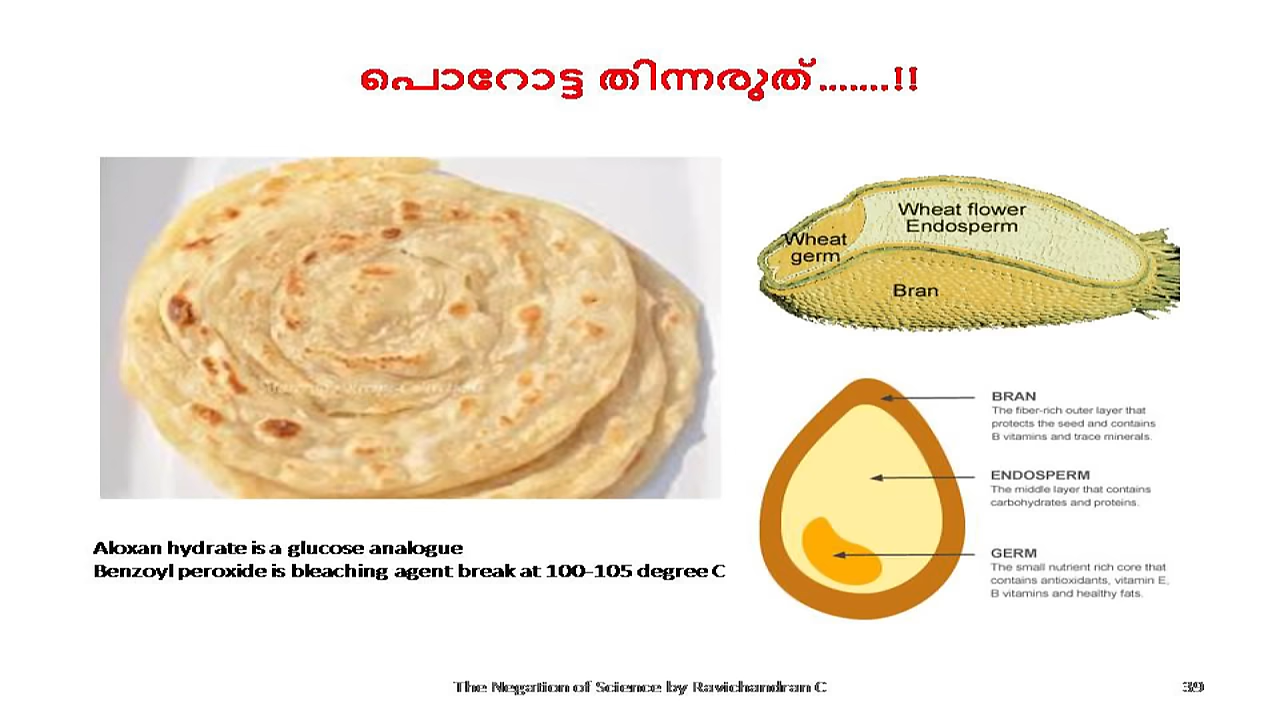 പൊറോട്ട തിന്നരുത്.......!!
Wheat flower
Endosperm
Wheat
germ
Bran
BRAN
The fiber-rich outer layer that
protects the seed and contains
B vitamins and trace minerals.
ENDOSPERM
The middle layer that contains
carbohydrates and proteins.
GERM
The small nutrient rich core that
contains antioxidants, vitamin E,
B vitamins and healthy fats.
Aloxan hydrate is a glucose analogue
Benzoyl peroxide is bleaching agent break at 100-105 degree C
The Negation of Science by Ravichandran C
39